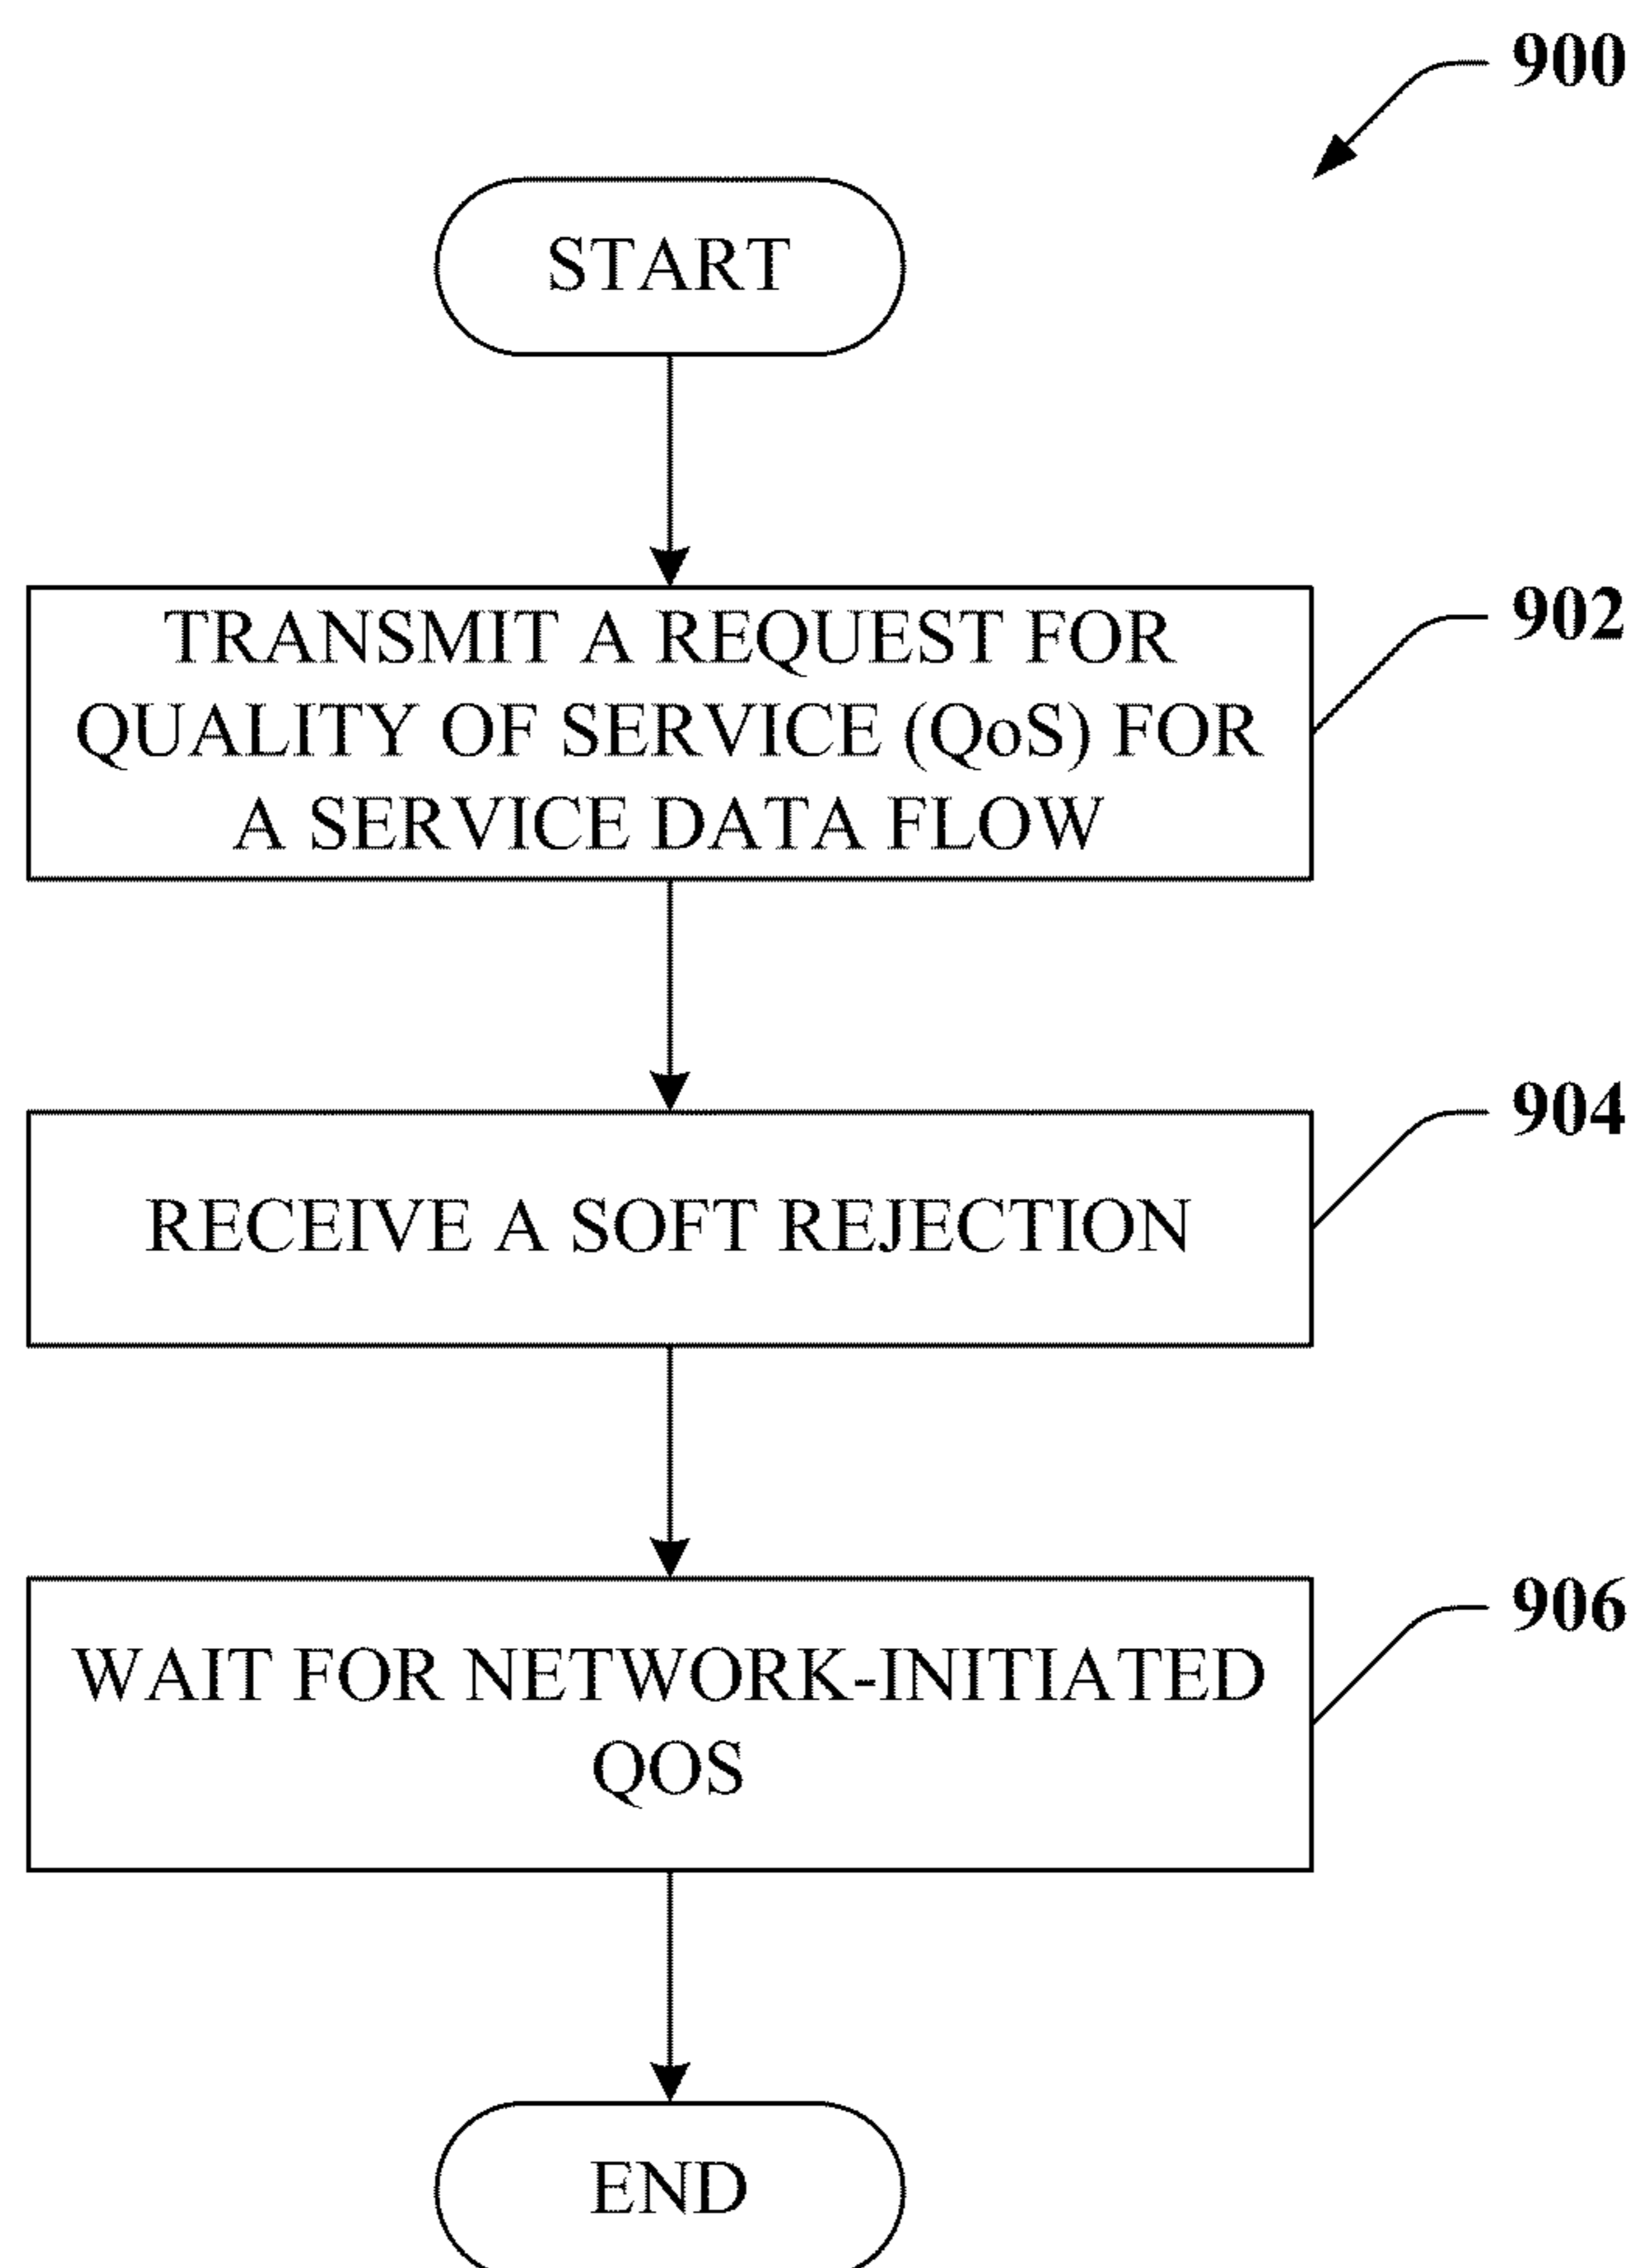 900
START
TRANSMIT A REQUEST FOR
QUALITY OF SERVICE (QoS) FOR
A SERVICE DATA FLOW
902
RECEIVE A SOFT REJECTION
904
WAIT FOR NETWORK-INITIATED
QOS
906
END